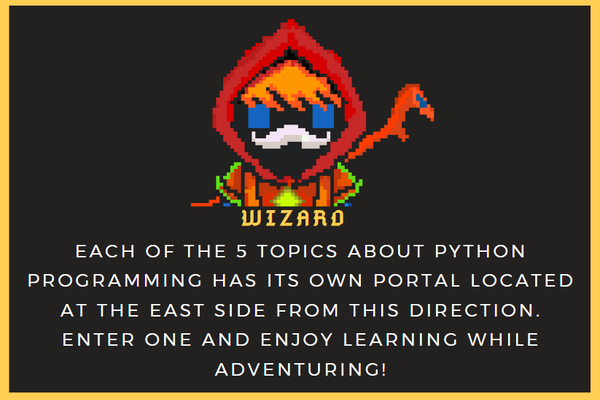 WIZARD
EACH OF THE 5 TOPICS ABOUT PYTHON
PROGRAMMING HAS ITS OWN PORTAL LOCATED
AT THE EAST SIDE FROM THIS DIRECTION.
ENTER ONE AND ENJOY LEARNING WHILE
ADVENTURING!